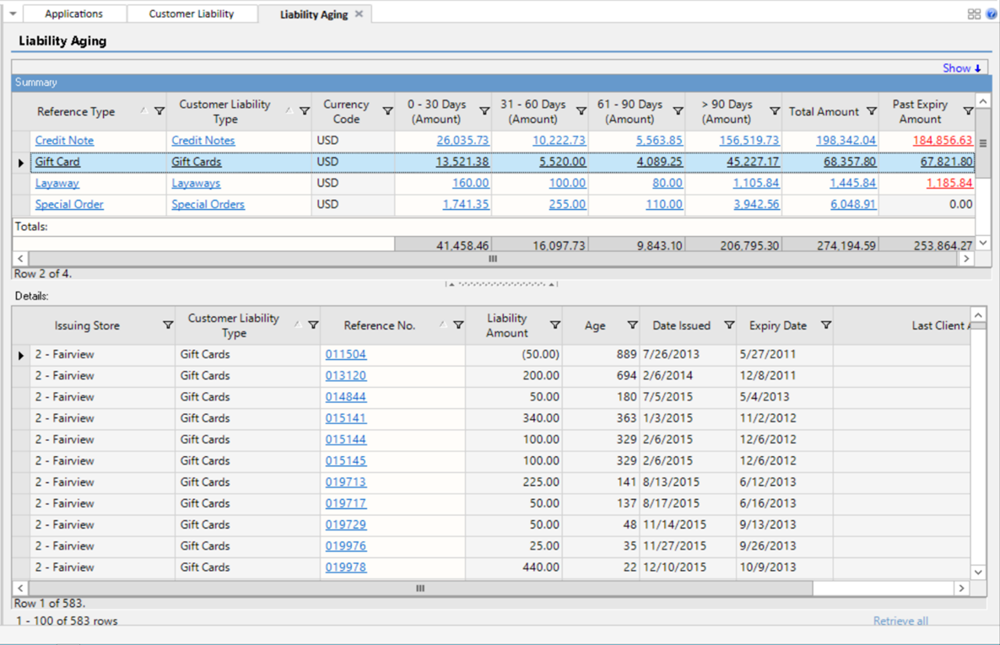 Applications Customer Liability Liability Aging
Liability Aging
Show
Summary
Reference Type Customer Liability Type Currency Code 0 - 30 Days (Amount) 31 - 60 Days (Amount) 61 - 90 Days (Amount) > 90 Days (Amount) Total Amount Past Expiry Amount
Credit Note Credit Notes USD 26,035.73 10,222.73 5,563.85 156,519.73 198,342.04 184,856.63
Gift Card Gift Cards USD 13,521.38 5,520.00 4,089.25 45,227.17 68,357.80 67,821.80
Layaway Layaways USD 160.00 100.00 80.00 1,105.84 1,445.84 1,185.84
Special Order Special Orders USD 1,741.35 255.00 110.00 3,942.56 6,048.91 0.00
Totals:
41,458.46 16,097.73 9,843.10 206,795.30 274,194.59 253,864.27
Row 2 of 4.
Details:
Issuing Store Customer Liability Type Reference No. Liability Amount Age Date Issued Expiry Date Last Client
2 - Fairview Gift Cards 011504 (50.00) 889 7/26/2013 5/27/2011
2 - Fairview Gift Cards 013120 200.00 694 2/6/2014 12/8/2011
2 - Fairview Gift Cards 014844 50.00 180 7/5/2015 5/4/2013
2 - Fairview Gift Cards 015141 340.00 363 1/3/2015 11/2/2012
2 - Fairview Gift Cards 015144 100.00 329 2/6/2015 12/6/2012
2 - Fairview Gift Cards 015145 100.00 329 2/6/2015 12/6/2012
2 - Fairview Gift Cards 019713 225.00 141 8/13/2015 6/12/2013
2 - Fairview Gift Cards 019717 50.00 137 8/17/2015 6/16/2013
2 - Fairview Gift Cards 019729 50.00 48 11/14/2015 9/13/2013
2 - Fairview Gift Cards 019976 25.00 35 11/27/2015 9/26/2013
2 - Fairview Gift Cards 019978 440.00 22 12/10/2015 10/9/2013
Row 1 of 583.
1 - 100 of 583 rows Retrieve all